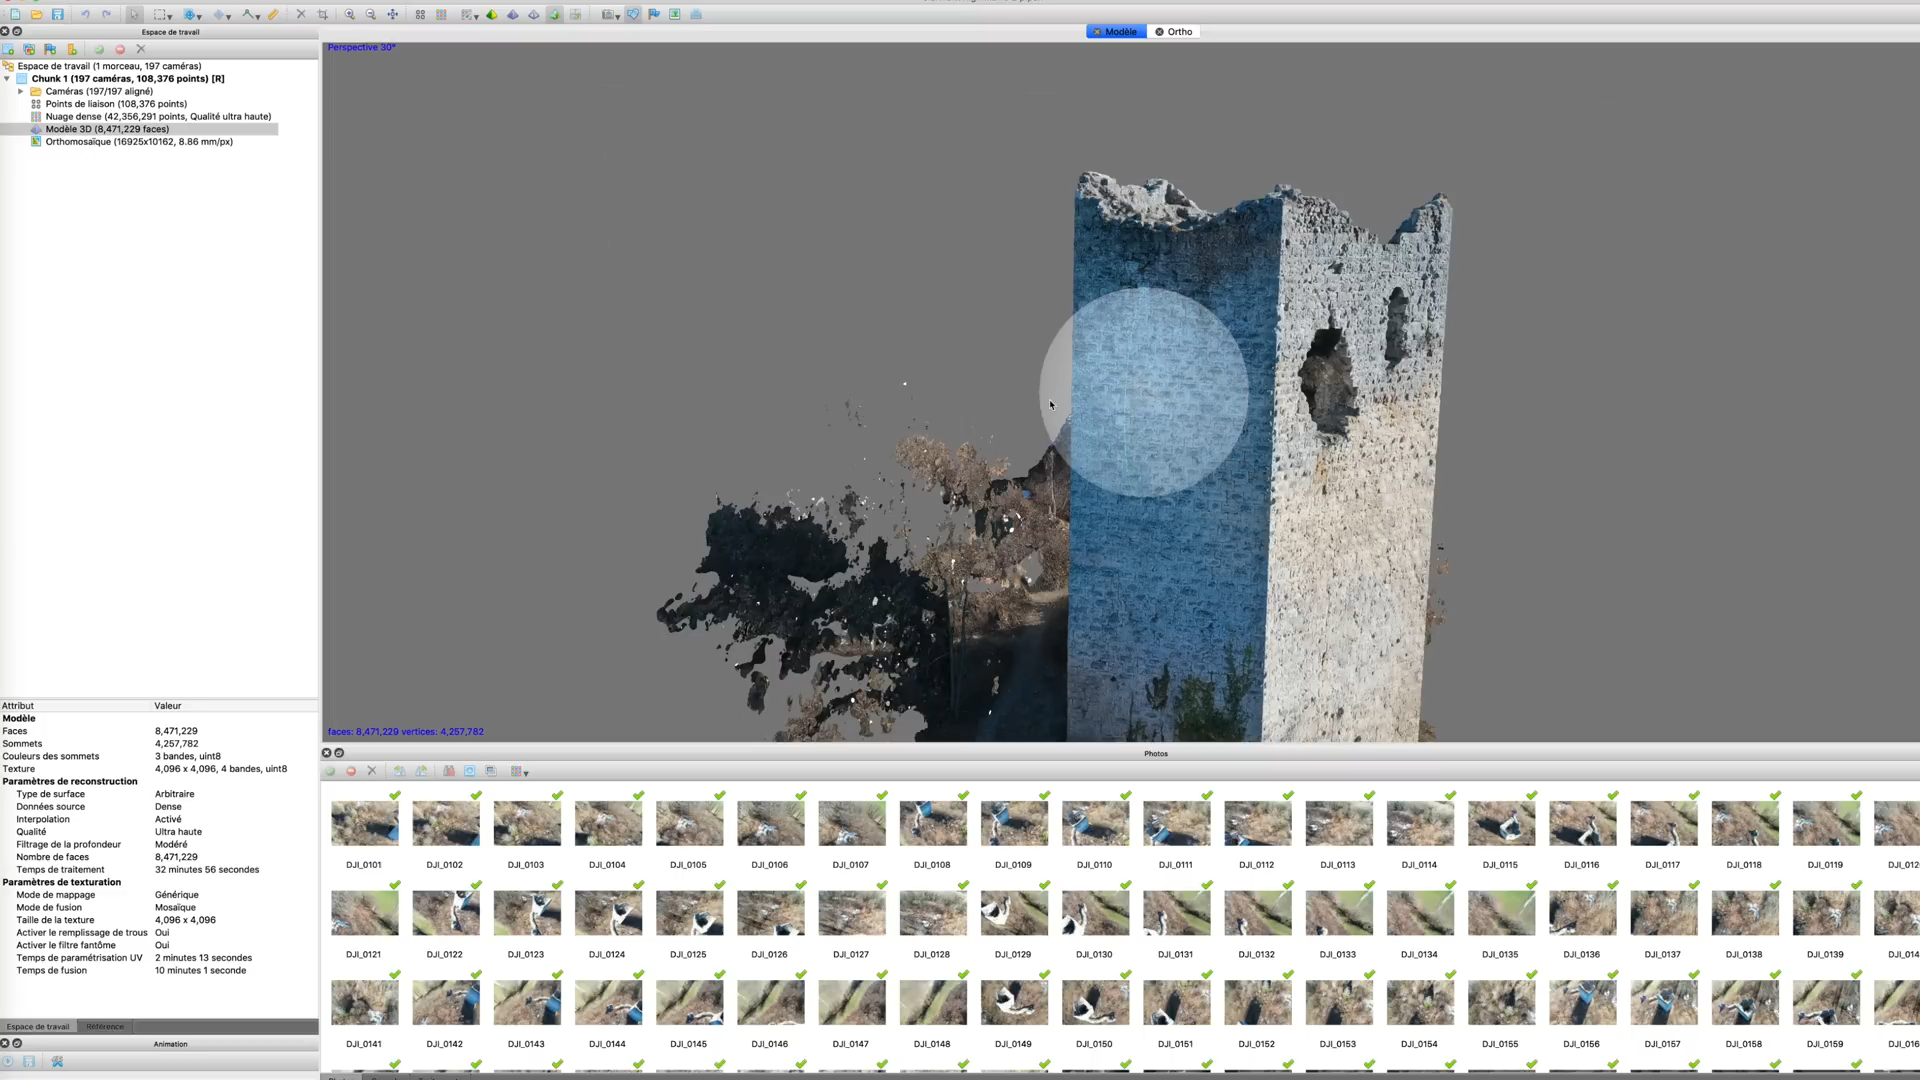 Espace de travail
Modèle
Ortho
Perspective 30°
Espace de travail (1 morceau, 197 caméras)
Chunk 1 (197 caméras, 108,376 points) [R]
Caméras (197/197 aligné)
Points de liaison (108,376 points)
Nuage dense (42,356,291 points, Qualité ultra haute)
Modèle 3D (8,471,229 faces)
Orthomosaïque (16925x10162, 8.86 mm/px)
Attribut Valeur
Modèle
Faces 8,471,229
Sommets 4,257,782
Couleurs des sommets 3 bandes, uint8
Texture 4,096 x 4,096, 4 bandes, uint8
Paramètres de reconstruction
Type de surface Arbitraire
Données source Dense
Interpolation Activé
Qualité Ultra haute
Filtrage de la profondeur Modéré
Nombre de faces 8,471,229
Temps de traitement 32 minutes 56 secondes
Paramètres de texturation
Mode de mappage Générique
Mode de fusion Mosaïque
Taille de la texture 4,096 x 4,096
Activer le remplissage de trous Oui
Activer le filtre fantôme Oui
Temps de paramétrisation UV 2 minutes 13 secondes
Temps de fusion 10 minutes 1 seconde
Espace de travail Référence
Animation
faces: 8,471,229 vertices: 4,257,782
Photos
DJI_0101 DJI_0102 DJI_0103 DJI_0104 DJI_0105 DJI_0106 DJI_0107 DJI_0108 DJI_0109 DJI_0110 DJI_0111 DJI_0112 DJI_0113 DJI_0114 DJI_0115 DJI_0116 DJI_0117 DJI_0118 DJI_0119 DJI_012
DJI_0121 DJI_0122 DJI_0123 DJI_0124 DJI_0125 DJI_0126 DJI_0127 DJI_0128 DJI_0129 DJI_0130 DJI_0131 DJI_0132 DJI_0133 DJI_0134 DJI_0135 DJI_0136 DJI_0137 DJI_0138 DJI_0139 DJI_014
DJI_0141 DJI_0142 DJI_0143 DJI_0144 DJI_0145 DJI_0146 DJI_0147 DJI_0148 DJI_0149 DJI_0150 DJI_0151 DJI_0152 DJI_0153 DJI_0154 DJI_0155 DJI_0156 DJI_0157 DJI_0158 DJI_0159 DJI_016